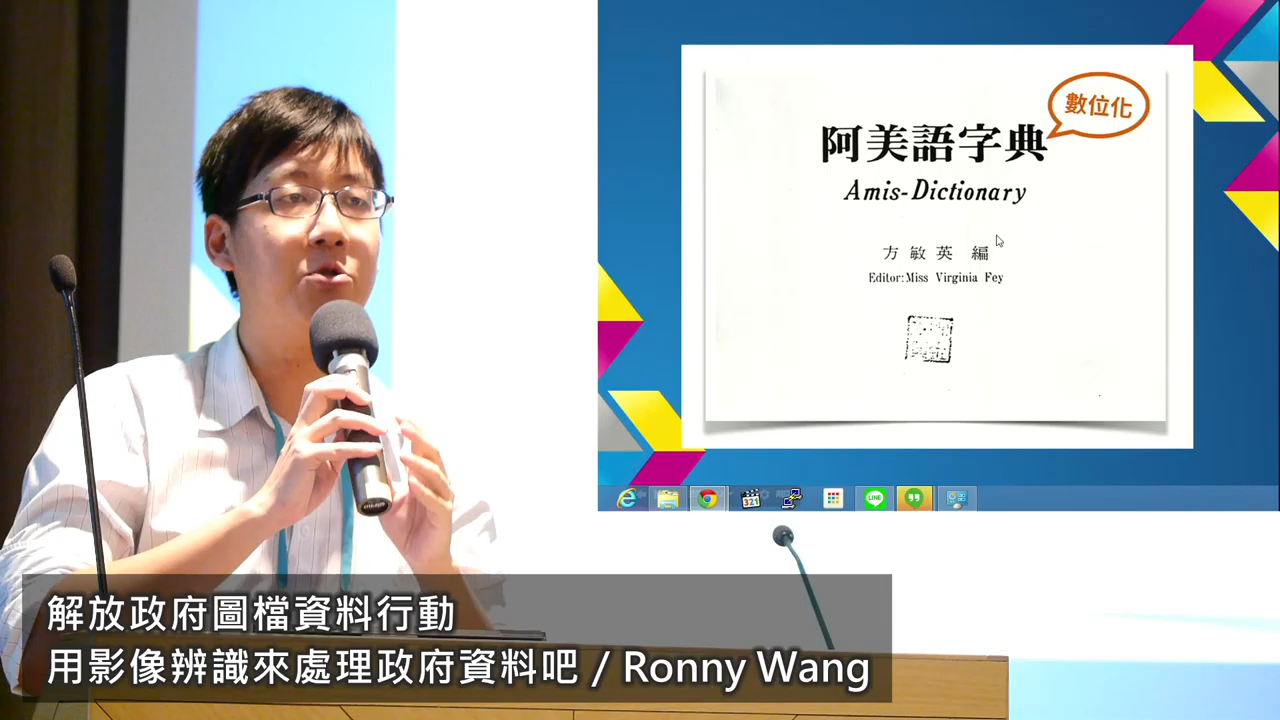 數位化
阿美語字典
Amis-Dictionary
方敏英 編
Editor:Miss Virginia Fey
321
LINE
解放政府圖檔資料行動
用影像辨識來處理政府資料吧 / Ronny Wang